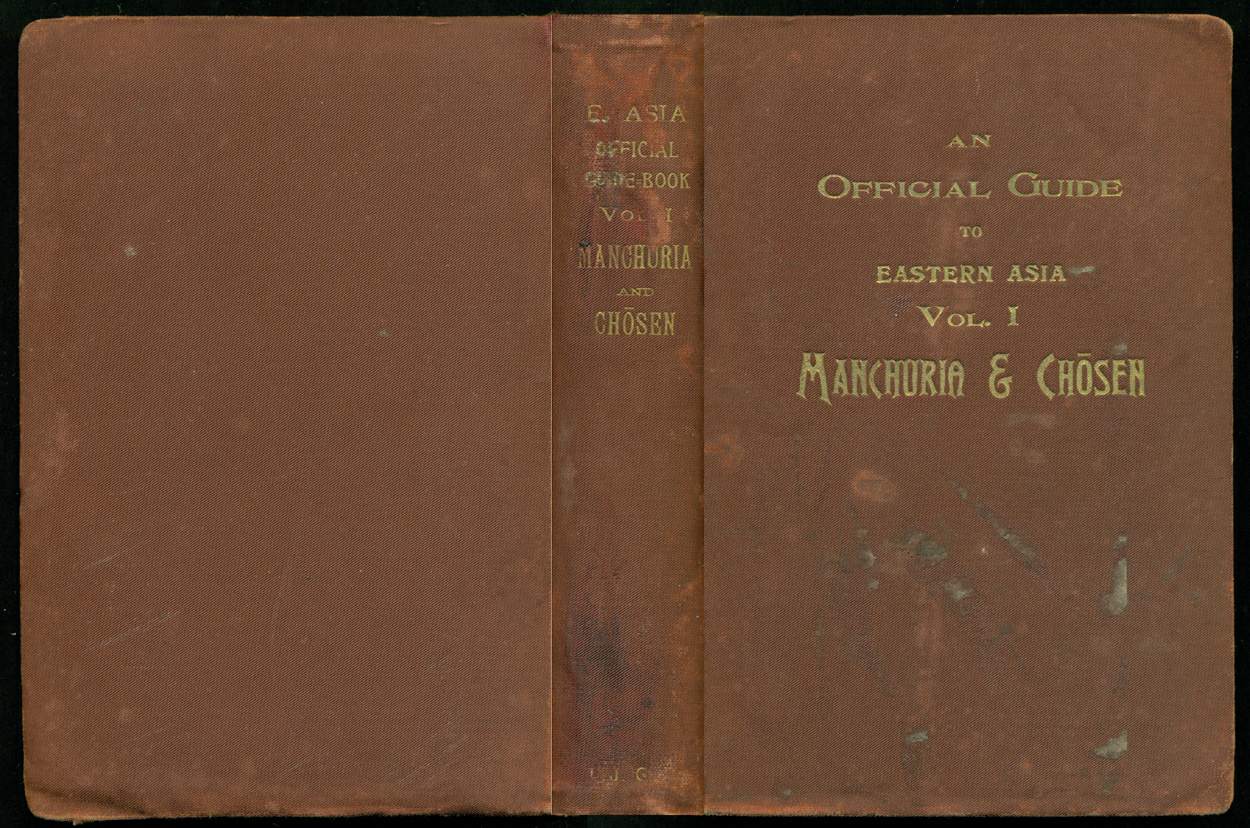 E. ASIA
OFFICIAL
GUIDE-BOOK
VOL. I
MANCHURIA
AND
CHŌSEN
AN
OFFICIAL GUIDE
TO
EASTERN ASIA
VOL. I
MANCHURIA & CHŌSEN